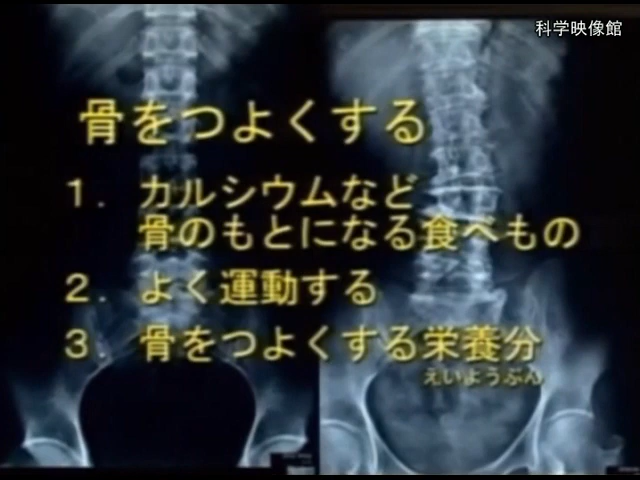 科学映像館
骨をつよくする
１．カルシウムなど
骨のもとになる食べもの
２．よく運動する
３．骨をつよくする栄養分
えいようぶん